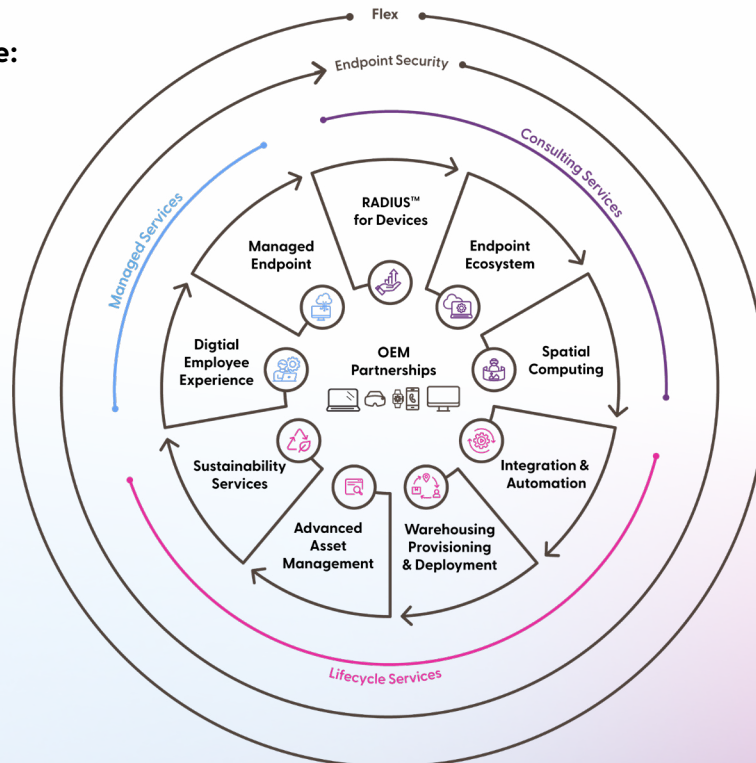 e:
Flex
Endpoint Security
Consulting Services
Managed Services
RADIUS™
for Devices
Endpoint
Ecosystem
Spatial
Computing
Integration &
Automation
Warehousing
Provisioning
& Deployment
Advanced
Asset
Management
Sustainability
Services
Digtial
Employee
Experience
Managed
Endpoint
OEM
Partnerships
Lifecycle Services